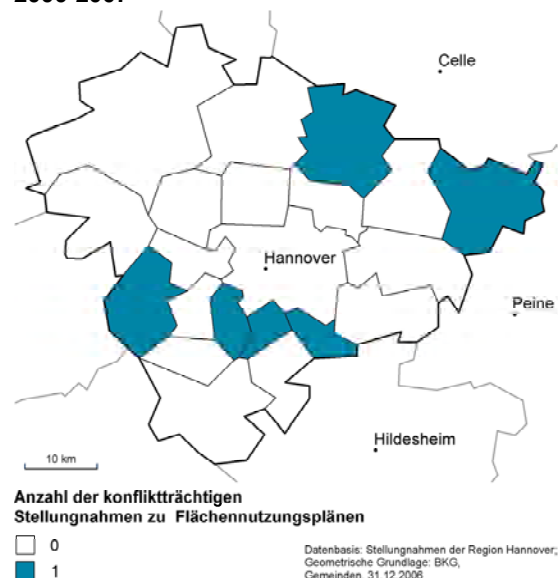 Celle
Hannover
Peine
Hildesheim
10 km
Anzahl der konfliktträchtigen
Stellungnahmen zu Flächennutzungsplänen
0
1
Datenbasis: Stellungnahmen der Region Hannover;
Geometrische Grundlage: BKG,
Gemeinden, 31.12.2006